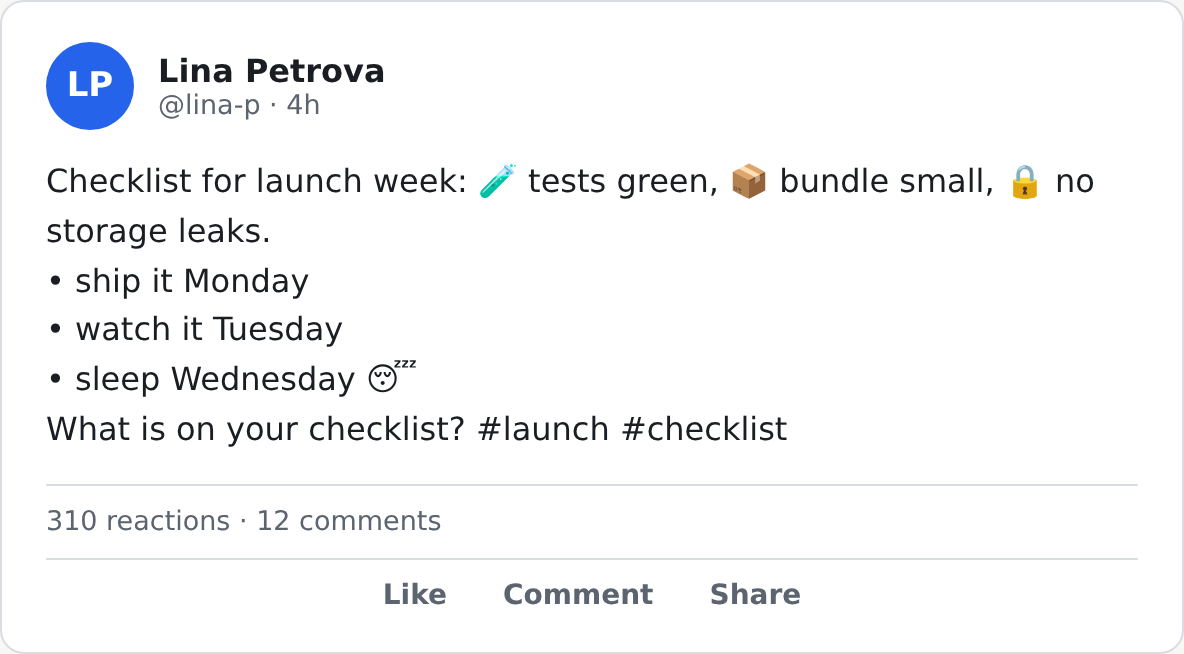 LP
Lina Petrova
@lina-p · 4h
Checklist for launch week: 🧪 tests green, 📦 bundle small, 🔒 no
storage leaks.
• ship it Monday
• watch it Tuesday
• sleep Wednesday 😴
What is on your checklist? #launch #checklist
310 reactions · 12 comments
Like Comment Share